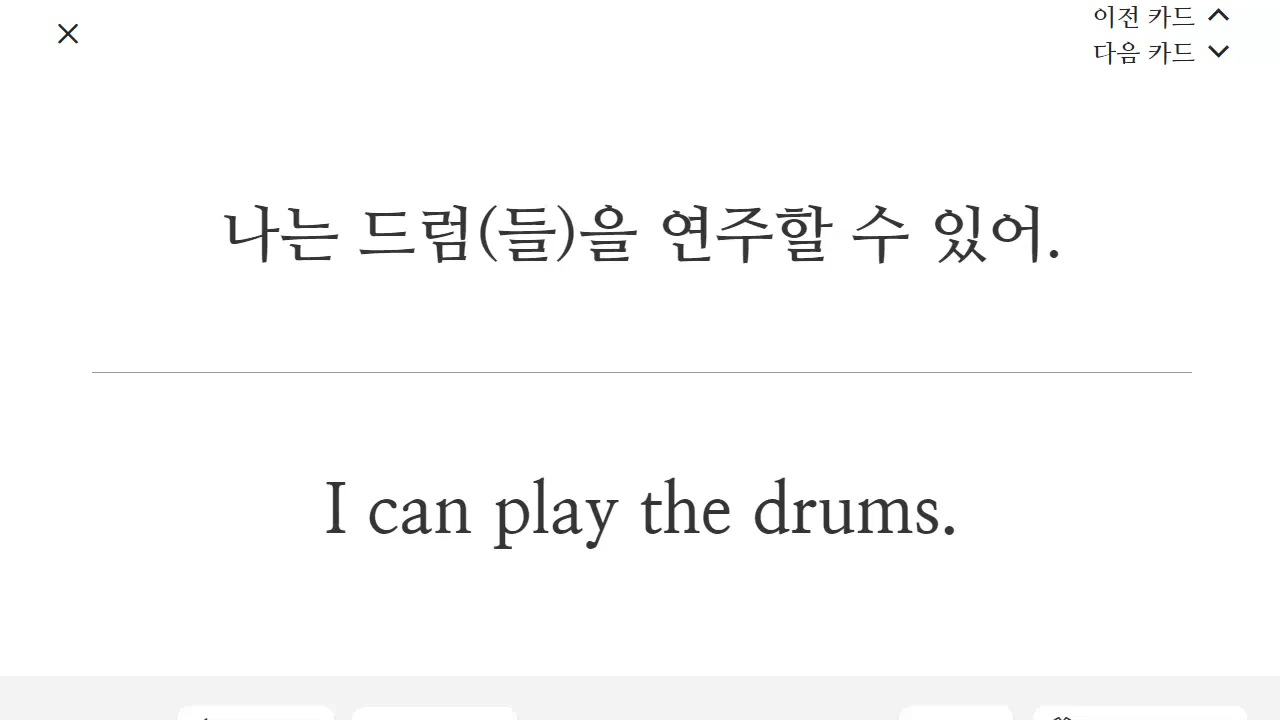 이전 카드
다음 카드
나는 드럼(들)을 연주할 수 있어.
I can play the drums.